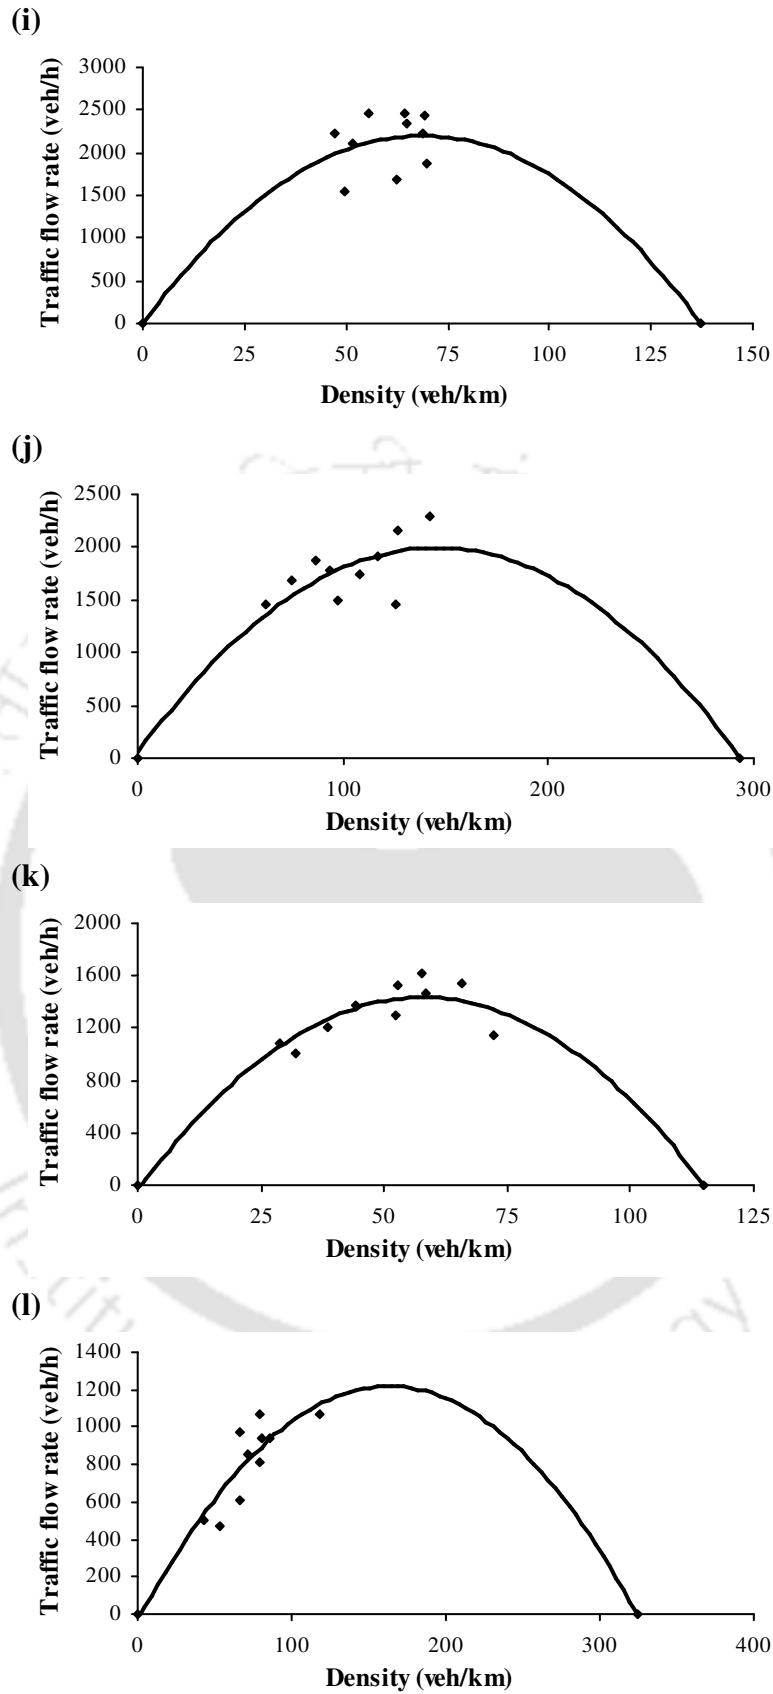 (i)
Traffic flow rate (veh/h)
3000
2500
2000
1500
1000
500
0
0 25 50 75 100 125 150
Density (veh/km)
(j)
Traffic flow rate (veh/h)
2500
2000
1500
1000
500
0
0 100 200 300
Density (veh/km)
(k)
Traffic flow rate (veh/h)
2000
1600
1200
800
400
0
0 25 50 75 100 125
Density (veh/km)
(l)
Traffic flow rate (veh/h)
1400
1200
1000
800
600
400
200
0
0 100 200 300 400
Density (veh/km)